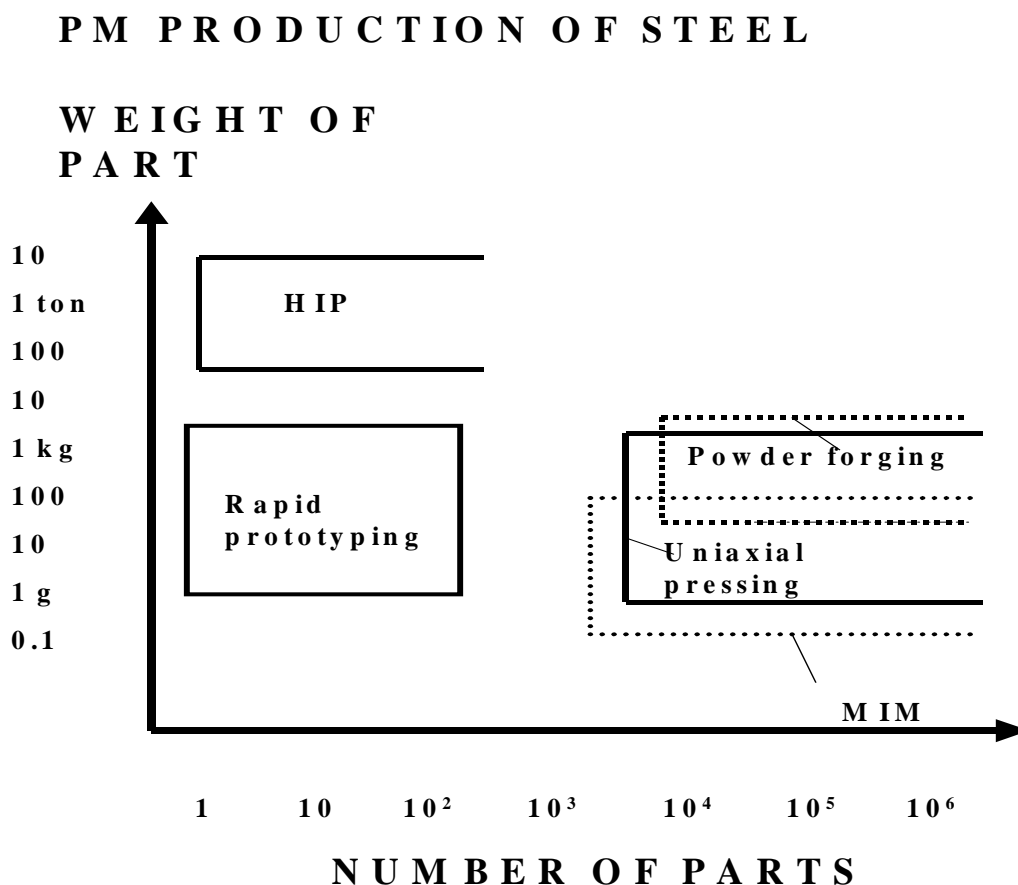 PM PRODUCTION OF STEEL
WEIGHT OF
PART
10
1 ton
HIP
100
10
1 kg
Powder forging
100
Rapid
prototyping
10
Uniaxial
pressing
1 g
0.1
MIM
1 10 10² 10³ 10⁴ 10⁵ 10⁶
NUMBER OF PARTS